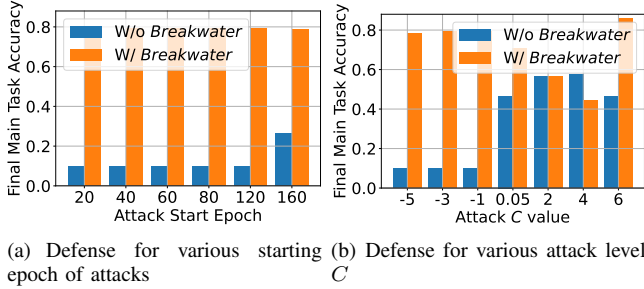 Final Main Task Accuracy
0.8
0.6
0.4
0.2
0.0
W/o Breakwater
W/ Breakwater
20 40 60 80 120 160
Attack Start Epoch
(a) Defense for various starting
epoch of attacks
Final Main Task Accuracy
0.8
0.6
0.4
0.2
0.0
W/o Breakwater
W/ Breakwater
-5 -3 -1 0.05 2 4 6
Attack C value
(b) Defense for various attack level
C